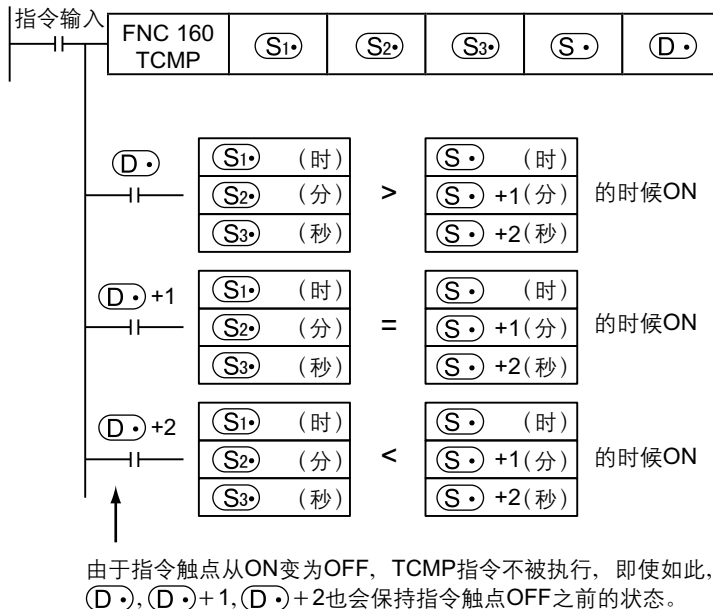 指令输入
FNC 160 TCMP S1• S2• S3• S• D•
D•
S1• (时) S• (时)
S2• (分) > S• +1(分) 的时候ON
S3• (秒) S• +2(秒)
D•+1
S1• (时) S• (时)
S2• (分) = S• +1(分) 的时候ON
S3• (秒) S• +2(秒)
D•+2
S1• (时) S• (时)
S2• (分) < S• +1(分) 的时候ON
S3• (秒) S• +2(秒)
由于指令触点从ON变为OFF，TCMP指令不被执行，即使如此，
D•, D•+1, D•+2也会保持指令触点OFF之前的状态。